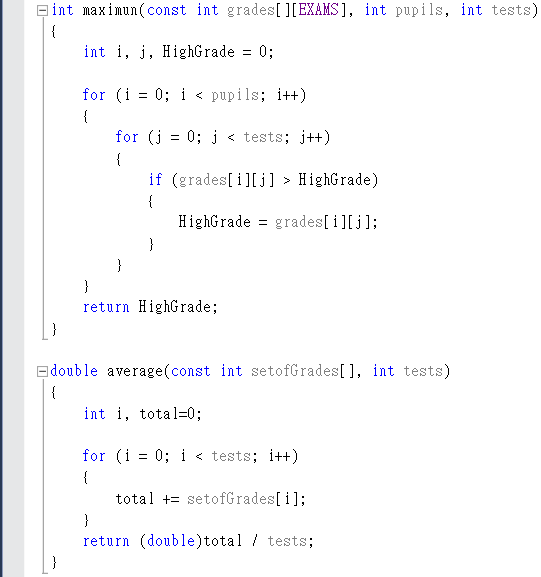 int maximun(const int grades[][EXAMS], int pupils, int tests)
{
    int i, j, HighGrade = 0;

    for (i = 0; i < pupils; i++)
    {
        for (j = 0; j < tests; j++)
        {
            if (grades[i][j] > HighGrade)
            {
                HighGrade = grades[i][j];
            }
        }
    }
    return HighGrade;
}

double average(const int setofGrades[], int tests)
{
    int i, total=0;

    for (i = 0; i < tests; i++)
    {
        total += setofGrades[i];
    }
    return (double)total / tests;
}